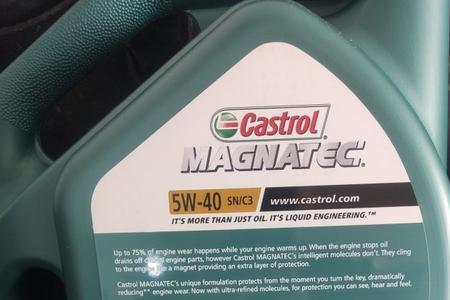 Castrol
MAGNATEC
5W-40 SN/C3 www.castrol.com
IT'S MORE THAN JUST OIL. IT'S LIQUID ENGINEERING.™
Up to 75% of engine wear happens while your engine warms up. When the engine stops oil
drains off engine parts, however Castrol MAGNATEC's intelligent molecules don't. They cling
to the a magnet providing an extra layer of protection.
Castrol MAGNATEC's unique formulation protects from the moment you turn the key, dramatically
reducing** engine wear. Now with ultra-refined molecules, for protection you can see, hear and
feel.